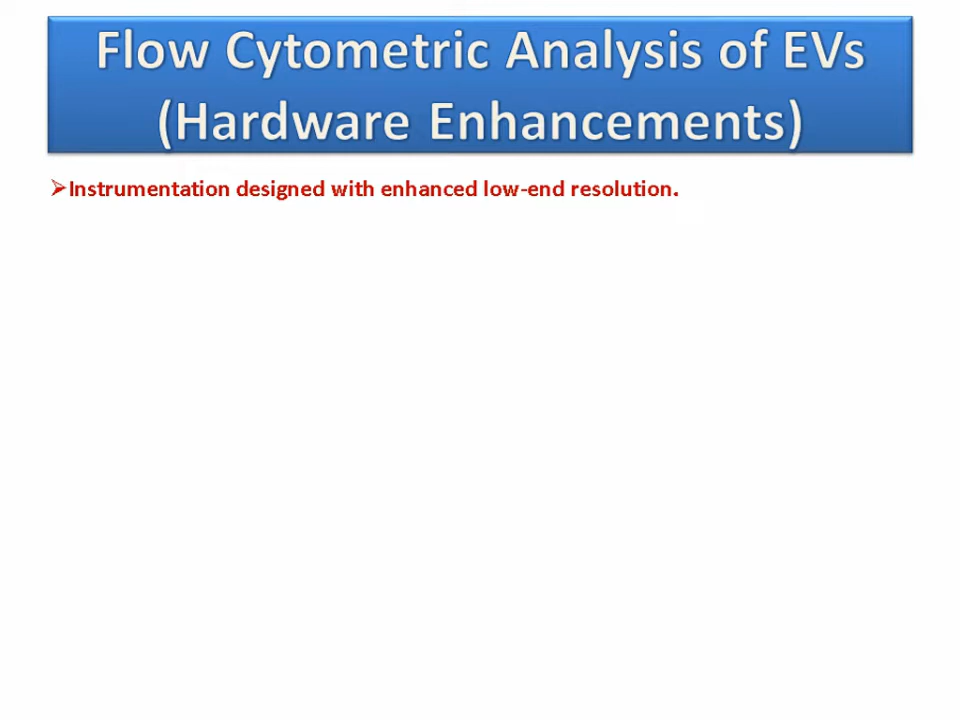 Flow Cytometric Analysis of EVs
(Hardware Enhancements)
➢Instrumentation designed with enhanced low-end resolution.